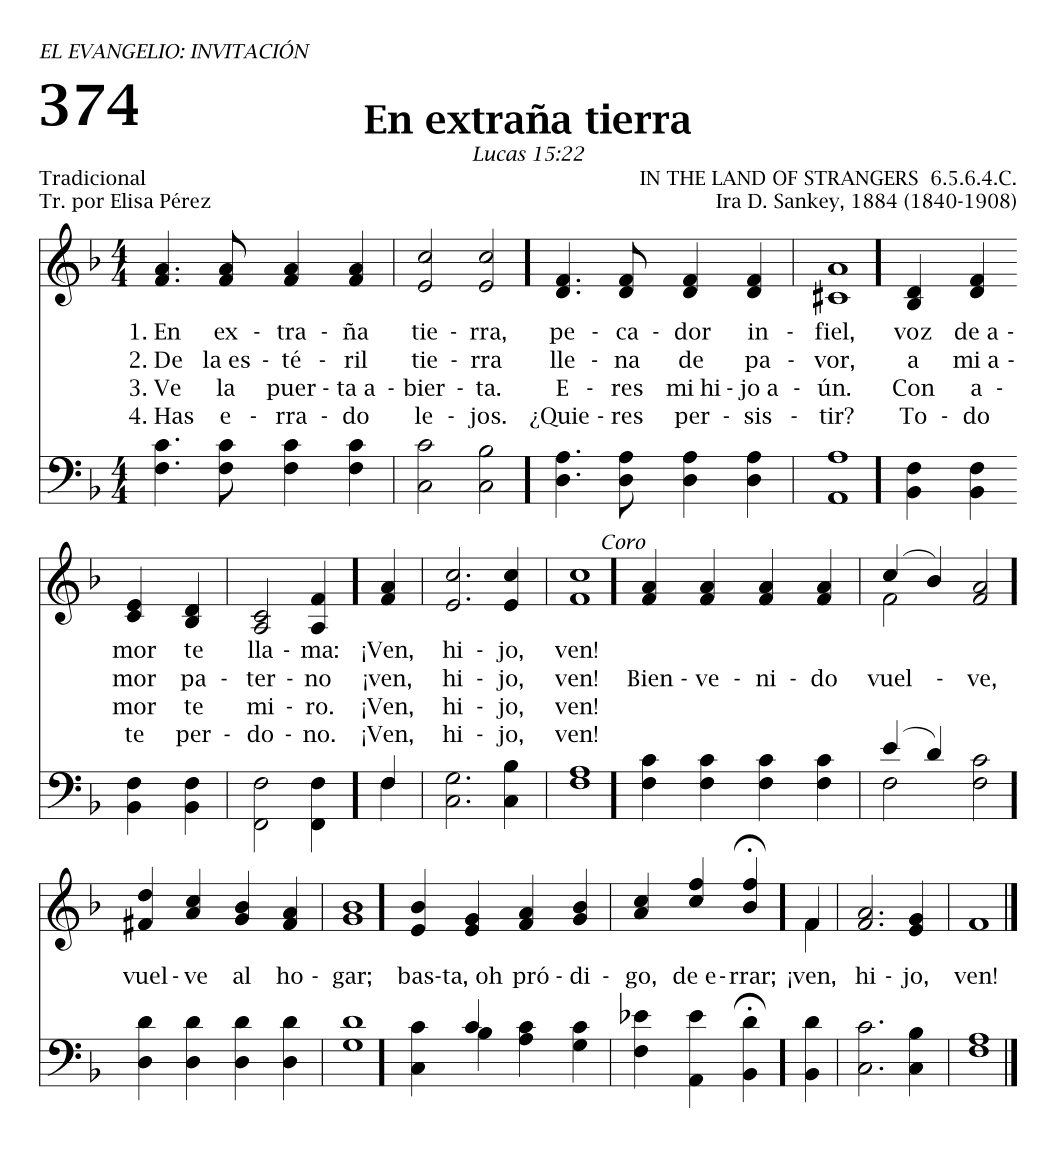 EL EVANGELIO: INVITACIÓN
374
En extraña tierra
Lucas 15:22
Tradicional
Tr. por Elisa Pérez
IN THE LAND OF STRANGERS 6.5.6.4.C.
Ira D. Sankey, 1884 (1840-1908)
1. En ex - tra - ña tie - rra, pe - ca - dor in - fiel, voz de a -
2. De la es - té - ril tie - rra lle - na de pa - vor, a mi a -
3. Ve la puer - ta a - bier - ta. E - res mi hi - jo a - ún. Con a -
4. Has e - rra - do le - jos. ¿Quie - res per - sis - tir? To - do
Coro
mor te lla - ma: ¡Ven, hi - jo, ven!
mor pa - ter - no ¡ven, hi - jo, ven! Bien - ve - ni - do vuel - ve,
mor te mi - ro. ¡Ven, hi - jo, ven!
te per - do - no. ¡Ven, hi - jo, ven!
vuel - ve al ho - gar; bas - ta, oh pró - di - go, de e - rrar; ¡ven, hi - jo, ven!